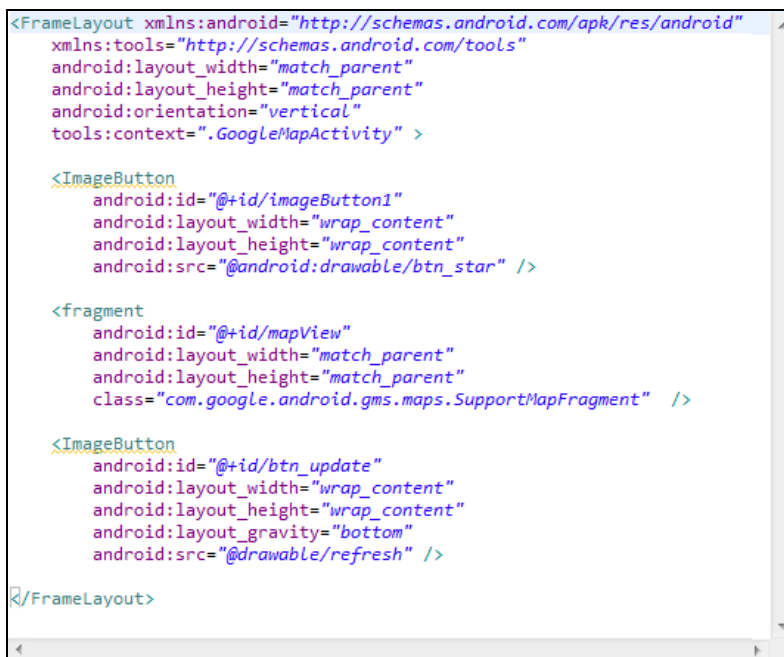 <FrameLayout xmlns:android="http://schemas.android.com/apk/res/android"
    xmlns:tools="http://schemas.android.com/tools"
    android:layout_width="match_parent"
    android:layout_height="match_parent"
    android:orientation="vertical"
    tools:context=".GoogleMapActivity" >

    <ImageButton
        android:id="@+id/imageButton1"
        android:layout_width="wrap_content"
        android:layout_height="wrap_content"
        android:src="@android:drawable/btn_star" />

    <fragment
        android:id="@+id/mapView"
        android:layout_width="match_parent"
        android:layout_height="match_parent"
        class="com.google.android.gms.maps.SupportMapFragment"  />

    <ImageButton
        android:id="@+id/btn_update"
        android:layout_width="wrap_content"
        android:layout_height="wrap_content"
        android:layout_gravity="bottom"
        android:src="@drawable/refresh" />

</FrameLayout>